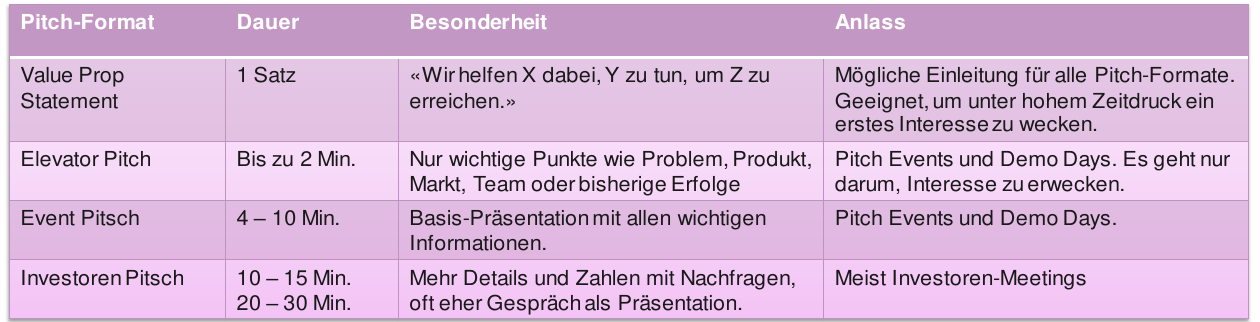 Pitch-Format Dauer Besonderheit Anlass
Value Prop Statement 1 Satz «Wir helfen X dabei, Y zu tun, um Z zu erreichen.» Mögliche Einleitung für alle Pitch-Formate. Geeignet, um unter hohem Zeitdruck ein erstes Interesse zu wecken.
Elevator Pitch Bis zu 2 Min. Nur wichtige Punkte wie Problem, Produkt, Markt, Team oder bisherige Erfolge Pitch Events und Demo Days. Es geht nur darum, Interesse zu erwecken.
Event Pitsch 4 – 10 Min. Basis-Präsentation mit allen wichtigen Informationen. Pitch Events und Demo Days.
Investoren Pitsch 10 – 15 Min. 20 – 30 Min. Mehr Details und Zahlen mit Nachfragen, oft eher Gespräch als Präsentation. Meist Investoren-Meetings